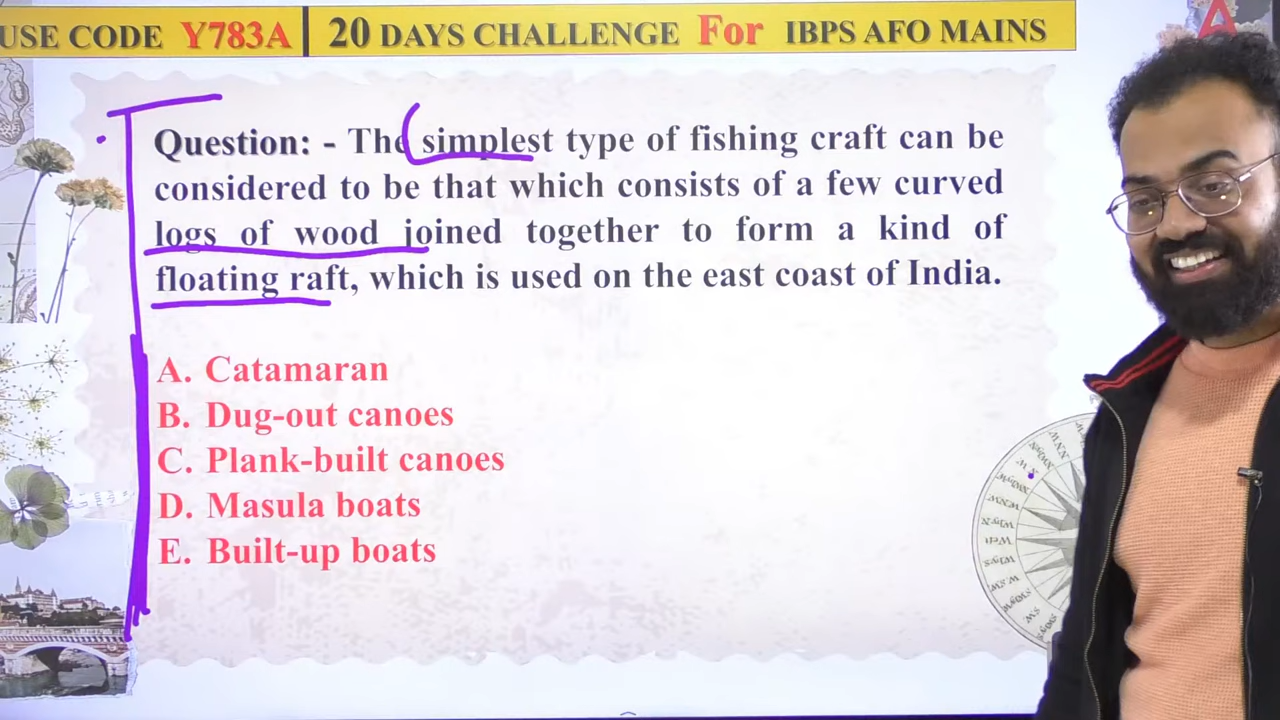 USE CODE Y783A | 20 DAYS CHALLENGE For IBPS AFO MAINS
A
Question: - The simplest type of fishing craft can be
considered to be that which consists of a few curved
logs of wood joined together to form a kind of
floating raft, which is used on the east coast of India.
A. Catamaran
B. Dug-out canoes
C. Plank-built canoes
D. Masula boats
E. Built-up boats